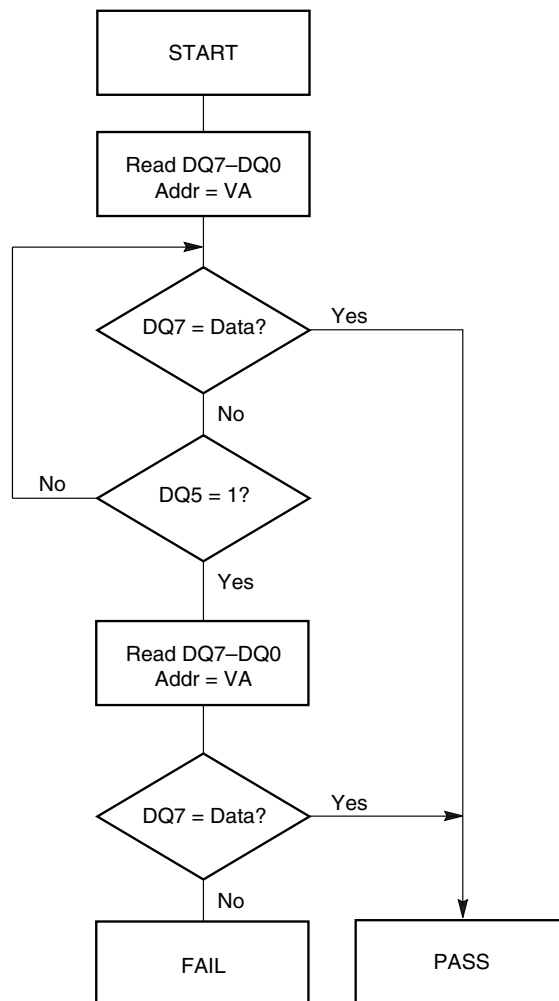 START
Read DQ7–DQ0
Addr = VA
DQ7 = Data?
Yes
No
No
DQ5 = 1?
Yes
Read DQ7–DQ0
Addr = VA
DQ7 = Data?
Yes
No
FAIL
PASS